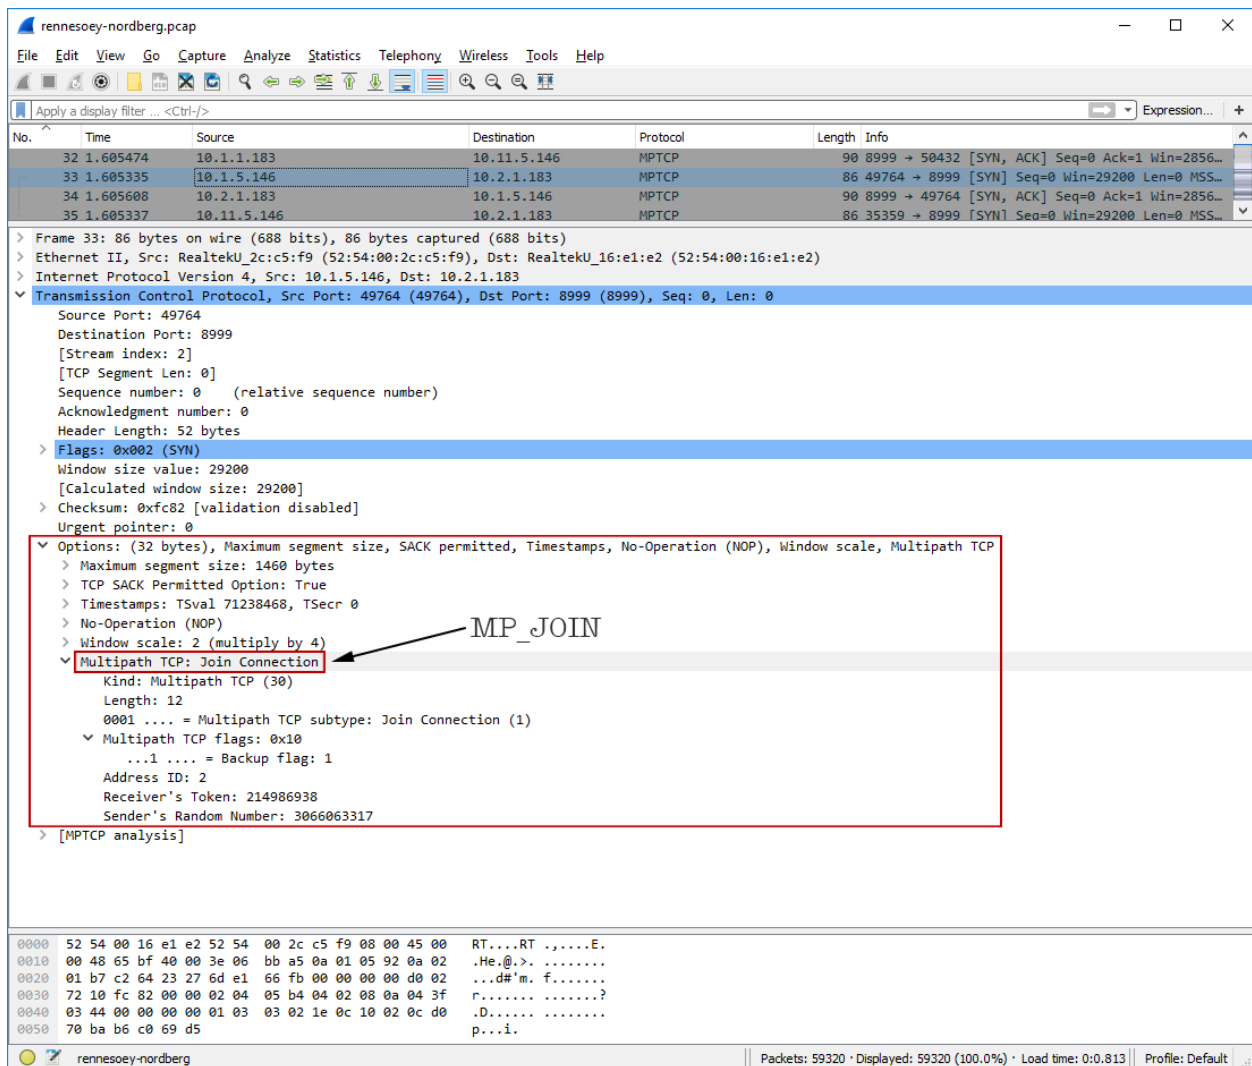 rennesoey-nordberg.pcap
File Edit View Go Capture Analyze Statistics Telephony Wireless Tools Help
Apply a display filter ... <Ctrl-/> Expression... +
No. Time Source Destination Protocol Length Info
32 1.605474 10.1.1.183 10.11.5.146 MPTCP 90 8999 → 50432 [SYN, ACK] Seq=0 Ack=1 Win=2856…
33 1.605335 10.1.5.146 10.2.1.183 MPTCP 86 49764 → 8999 [SYN] Seq=0 Win=29200 Len=0 MSS…
34 1.605608 10.2.1.183 10.1.5.146 MPTCP 90 8999 → 49764 [SYN, ACK] Seq=0 Ack=1 Win=2856…
35 1.605337 10.11.5.146 10.2.1.183 MPTCP 86 35359 → 8999 [SYN] Seq=0 Win=29200 Len=0 MSS…
Frame 33: 86 bytes on wire (688 bits), 86 bytes captured (688 bits)
Ethernet II, Src: RealtekU_2c:c5:f9 (52:54:00:2c:c5:f9), Dst: RealtekU_16:e1:e2 (52:54:00:16:e1:e2)
Internet Protocol Version 4, Src: 10.1.5.146, Dst: 10.2.1.183
Transmission Control Protocol, Src Port: 49764 (49764), Dst Port: 8999 (8999), Seq: 0, Len: 0
Source Port: 49764
Destination Port: 8999
[Stream index: 2]
[TCP Segment Len: 0]
Sequence number: 0 (relative sequence number)
Acknowledgment number: 0
Header Length: 52 bytes
Flags: 0x002 (SYN)
Window size value: 29200
[Calculated window size: 29200]
Checksum: 0xfc82 [validation disabled]
Urgent pointer: 0
Options: (32 bytes), Maximum segment size, SACK permitted, Timestamps, No-Operation (NOP), Window scale, Multipath TCP
Maximum segment size: 1460 bytes
TCP SACK Permitted Option: True
Timestamps: TSval 71238468, TSecr 0
No-Operation (NOP)
MP_JOIN
Window scale: 2 (multiply by 4)
Multipath TCP: Join Connection
Kind: Multipath TCP (30)
Length: 12
0001 .... = Multipath TCP subtype: Join Connection (1)
Multipath TCP flags: 0x10
...1 .... = Backup flag: 1
Address ID: 2
Receiver's Token: 214986938
Sender's Random Number: 3066063317
[MPTCP analysis]
0000 52 54 00 16 e1 e2 52 54 00 2c c5 f9 08 00 45 00 RT....RT .,....E.
0010 00 48 65 bf 40 00 3e 06 bb a5 0a 01 05 92 0a 02 .He.@.>. ........
0020 01 b7 c2 64 23 27 6d e1 66 fb 00 00 00 00 d0 02 ...d#'m. f.......
0030 72 10 fc 82 00 00 02 04 05 b4 04 02 08 0a 04 3f r....... .......?
0040 03 44 00 00 00 00 01 03 03 02 1e 0c 10 02 0c d0 .D...... ........
0050 70 ba b6 c0 69 d5 p...i.
rennesoey-nordberg Packets: 59320 · Displayed: 59320 (100.0%) · Load time: 0:0.813 Profile: Default